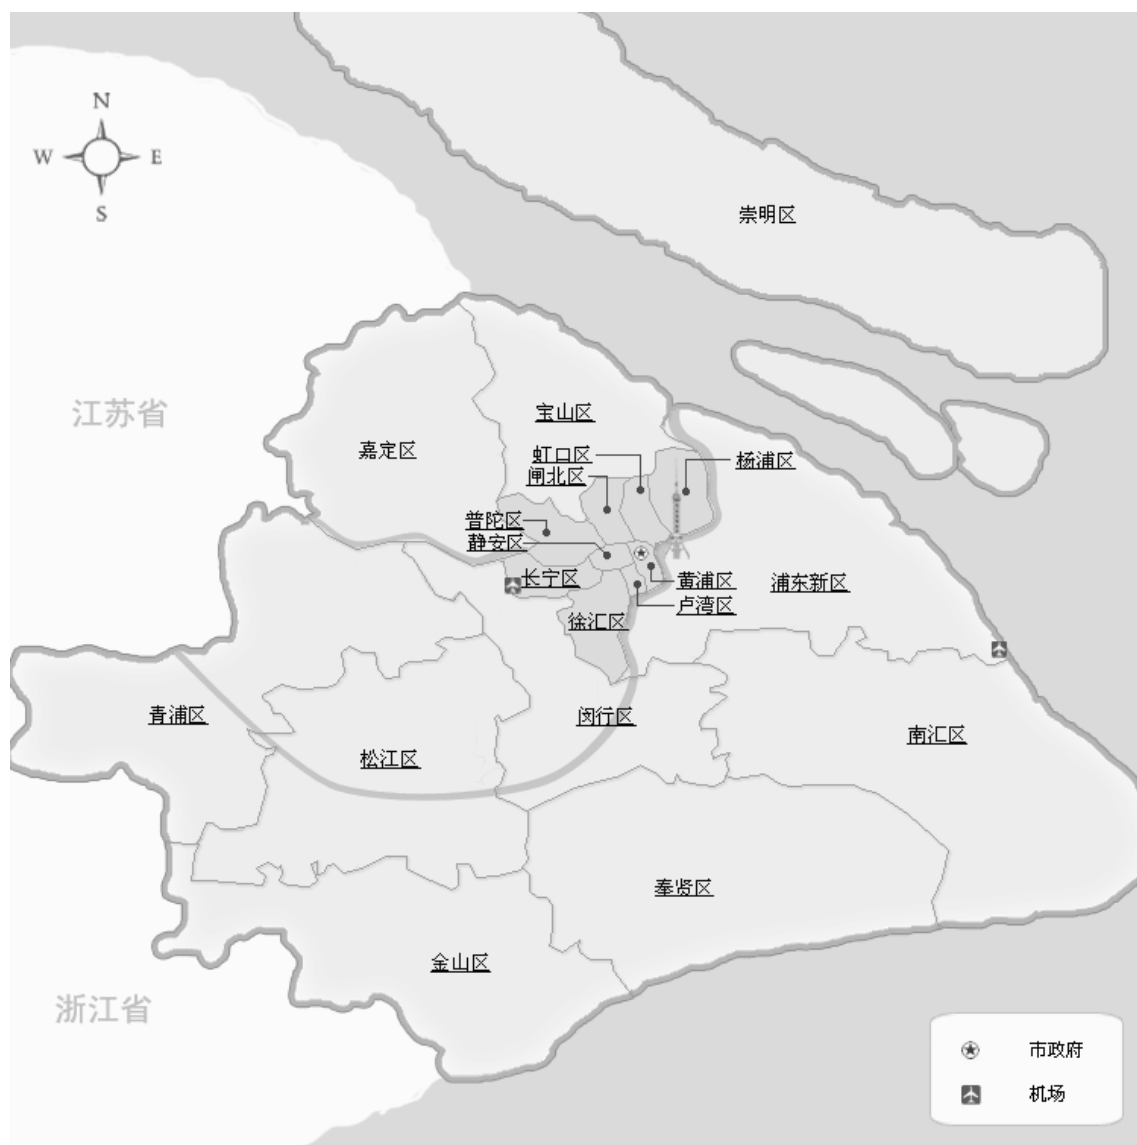 N
W
E
S
崇明区
江苏省
宝山区
嘉定区
虹口区
杨浦区
闸北区
普陀区
静安区
长宁区
黄浦区
浦东新区
卢湾区
徐汇区
青浦区
闵行区
南汇区
松江区
奉贤区
金山区
浙江省
市政府
机场